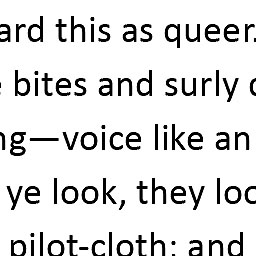 ard this as queer.
bites and surly
ng—voice like an
ye look, they loo
pilot-cloth; and